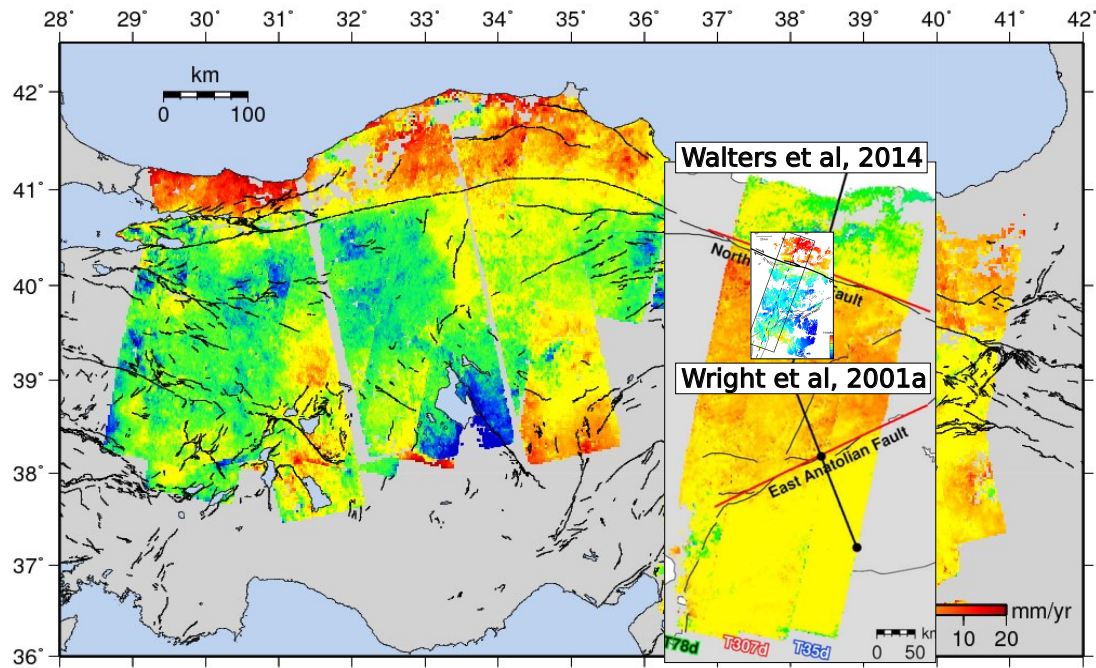 28˚ 29˚ 30˚ 31˚ 32˚ 33˚ 34˚ 35˚ 36˚ 37˚ 38˚ 39˚ 40˚ 41˚ 42˚
42˚
41˚
40˚
39˚
38˚
37˚
36˚
km
0 100
Walters et al, 2014
North
ault
Wright et al, 2001a
East Anatolian Fault
T78d T307d T35d
km
0 50
mm/yr
10 20